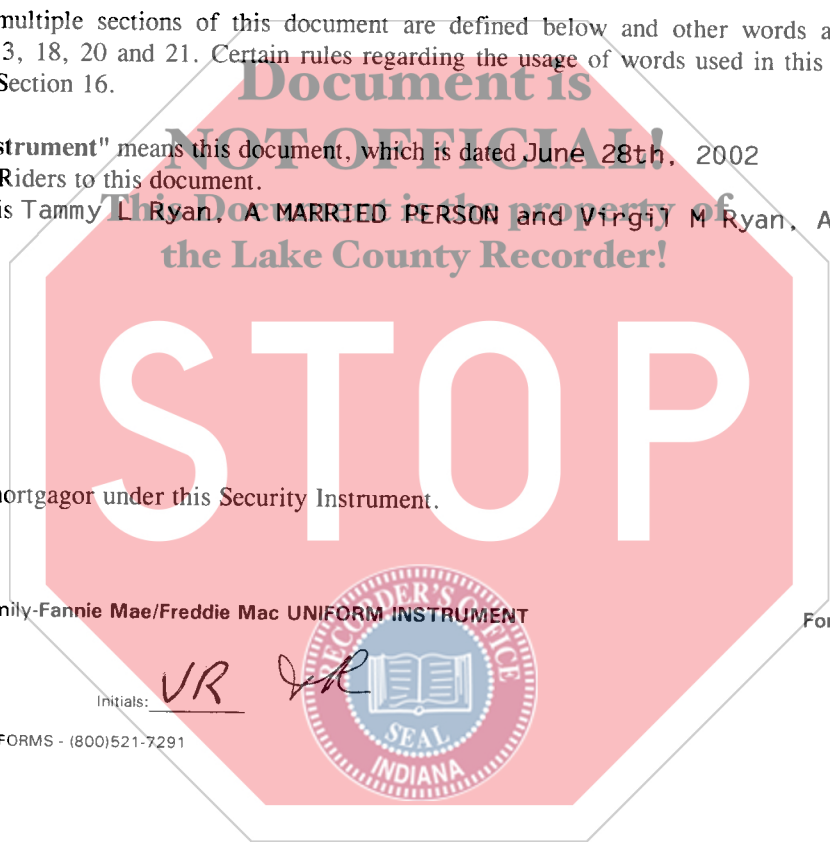 multiple sections of this document are defined below and other words a
3, 18, 20 and 21. Certain rules regarding the usage of words used in this
Section 16.
Document is
NOT OFFICIAL!
strument" means this document, which is dated June 28th, 2002
Riders to this document.
is Tammy L Ryan, A MARRIED PERSON and Virgil M Ryan, A
This Document is the property of
the Lake County Recorder!
STOP
ortgagor under this Security Instrument.
mily-Fannie Mae/Freddie Mac UNIFORM INSTRUMENT
For
RECORDER'S OFFICE
Initials: VR
SEAL
FORMS - (800)521-7291
INDIANA